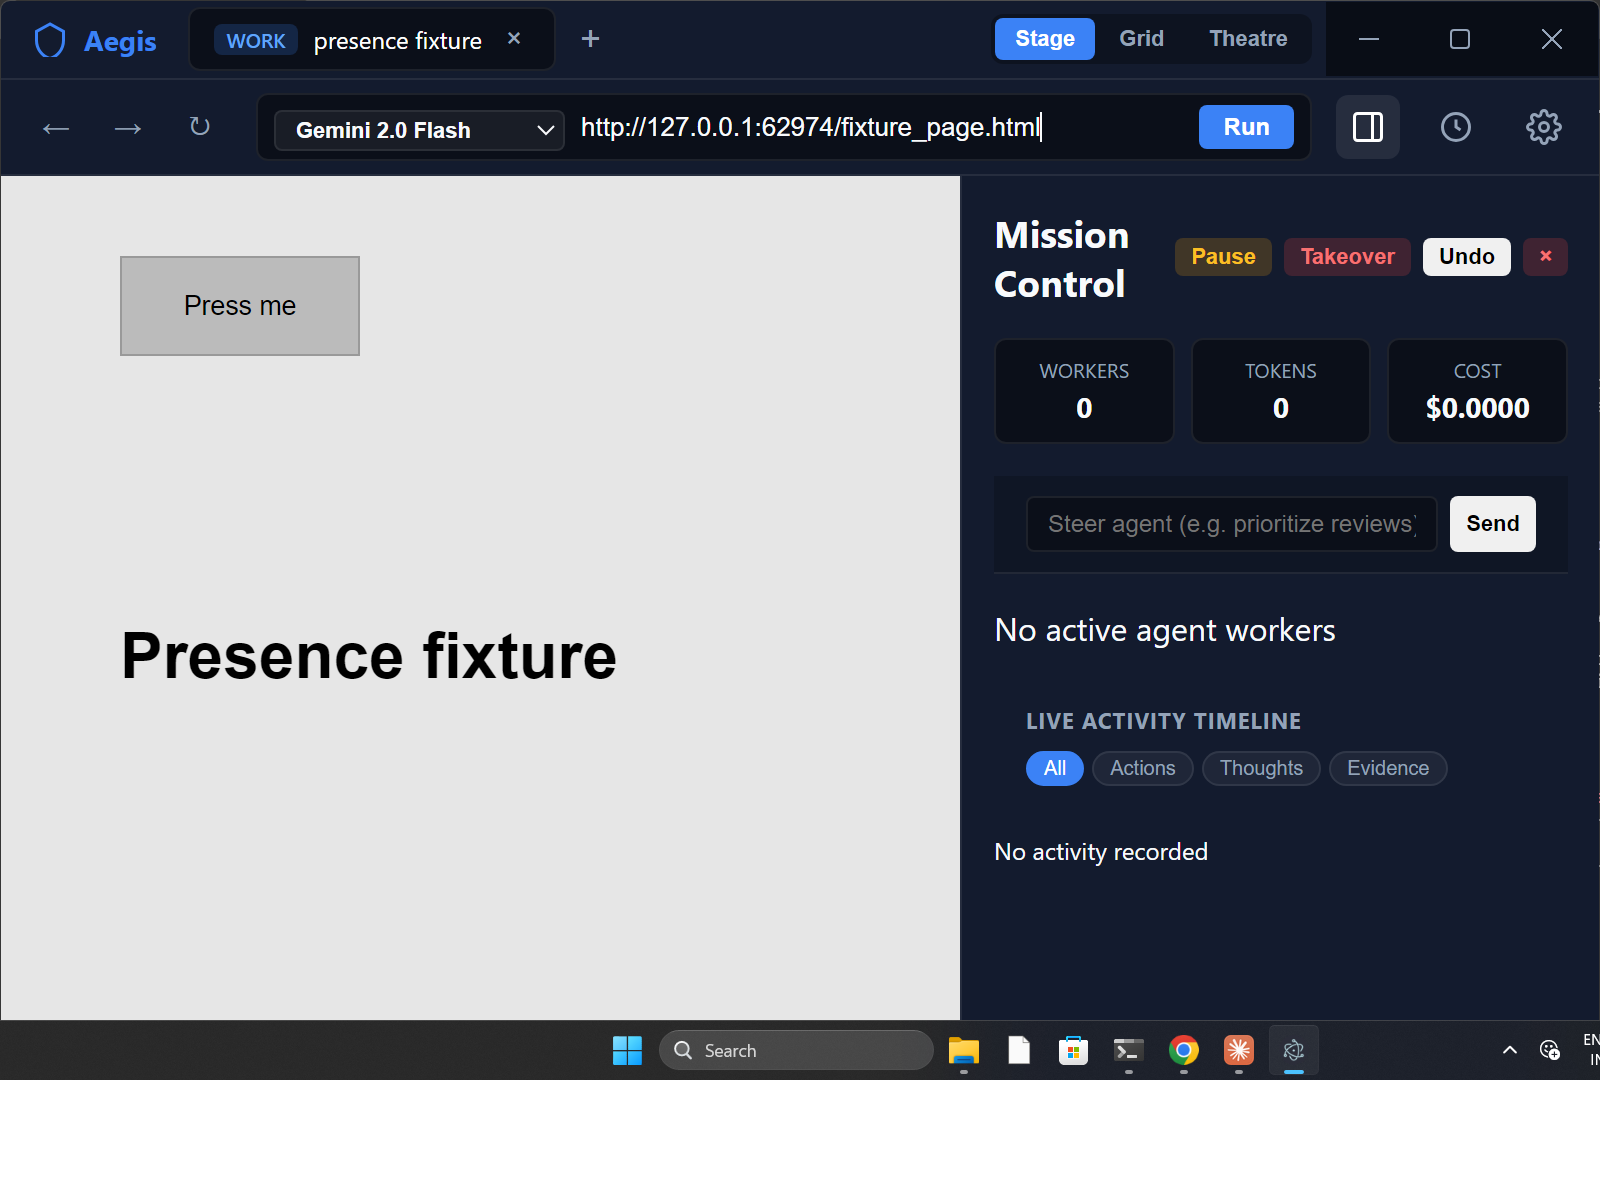 Aegis
WORK presence fixture × +
Stage Grid Theatre
Gemini 2.0 Flash http://127.0.0.1:62974/fixture_page.html Run
Press me
Presence fixture
Mission Control
Pause Takeover Undo ×
WORKERS
0
TOKENS
0
COST
$0.0000
Steer agent (e.g. prioritize reviews) Send
No active agent workers
LIVE ACTIVITY TIMELINE
All Actions Thoughts Evidence
No activity recorded
Search